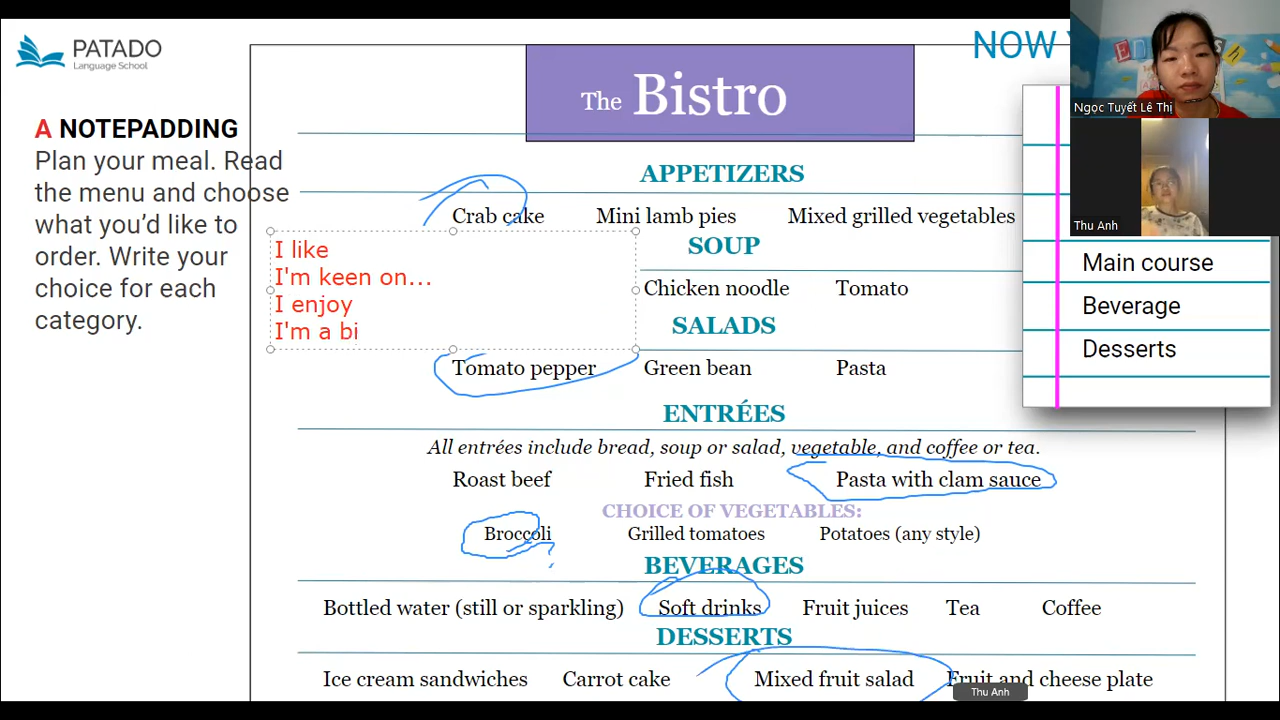 PATADO
Language School
NOW
A NOTEPADDING
Plan your meal. Read
the menu and choose
what you'd like to
order. Write your
choice for each
category.
The Bistro
APPETIZERS
Crab cake Mini lamb pies Mixed grilled vegetables
I like
I'm keen on...
I enjoy
I'm a bi
SOUP
Chicken noodle Tomato
SALADS
Tomato pepper Green bean Pasta
ENTRÉES
All entrées include bread, soup or salad, vegetable, and coffee or tea.
Roast beef Fried fish Pasta with clam sauce
CHOICE OF VEGETABLES:
Broccoli Grilled tomatoes Potatoes (any style)
BEVERAGES
Bottled water (still or sparkling) Soft drinks Fruit juices Tea Coffee
DESSERTS
Ice cream sandwiches Carrot cake Mixed fruit salad Fruit and cheese plate
Main course
Beverage
Desserts
Ngọc Tuyết Lê Thị
Thu Anh
Thu Anh